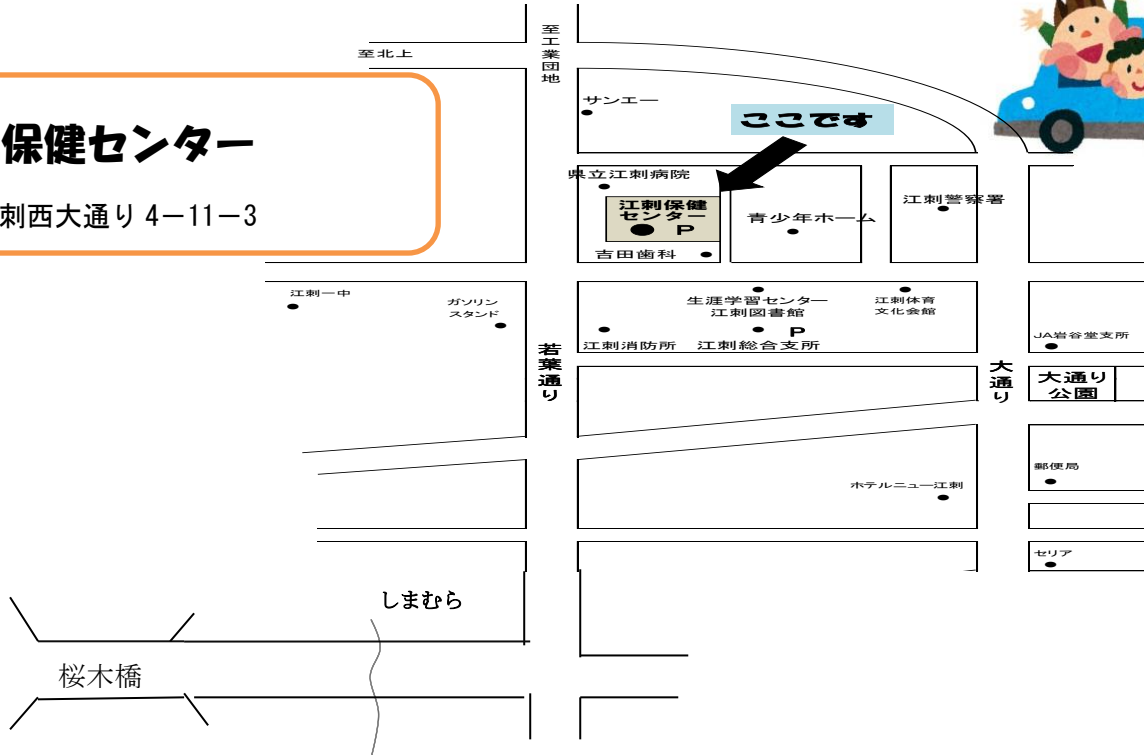 至北上
至工業団地
保健センター
刺西大通り 4－11－3
サンエー
ここです
県立江刺病院
江刺保健
センター
P
吉田歯科
青少年ホーム
江刺警察署
江刺一中
ガソリン
スタンド
生涯学習センター
江刺図書館
P
江刺消防所
江刺総合支所
江刺体育
文化会館
JA岩谷堂支所
若葉通り
大通り
大通り
公園
郵便局
ホテルニュー江刺
セリア
しまむら
桜木橋